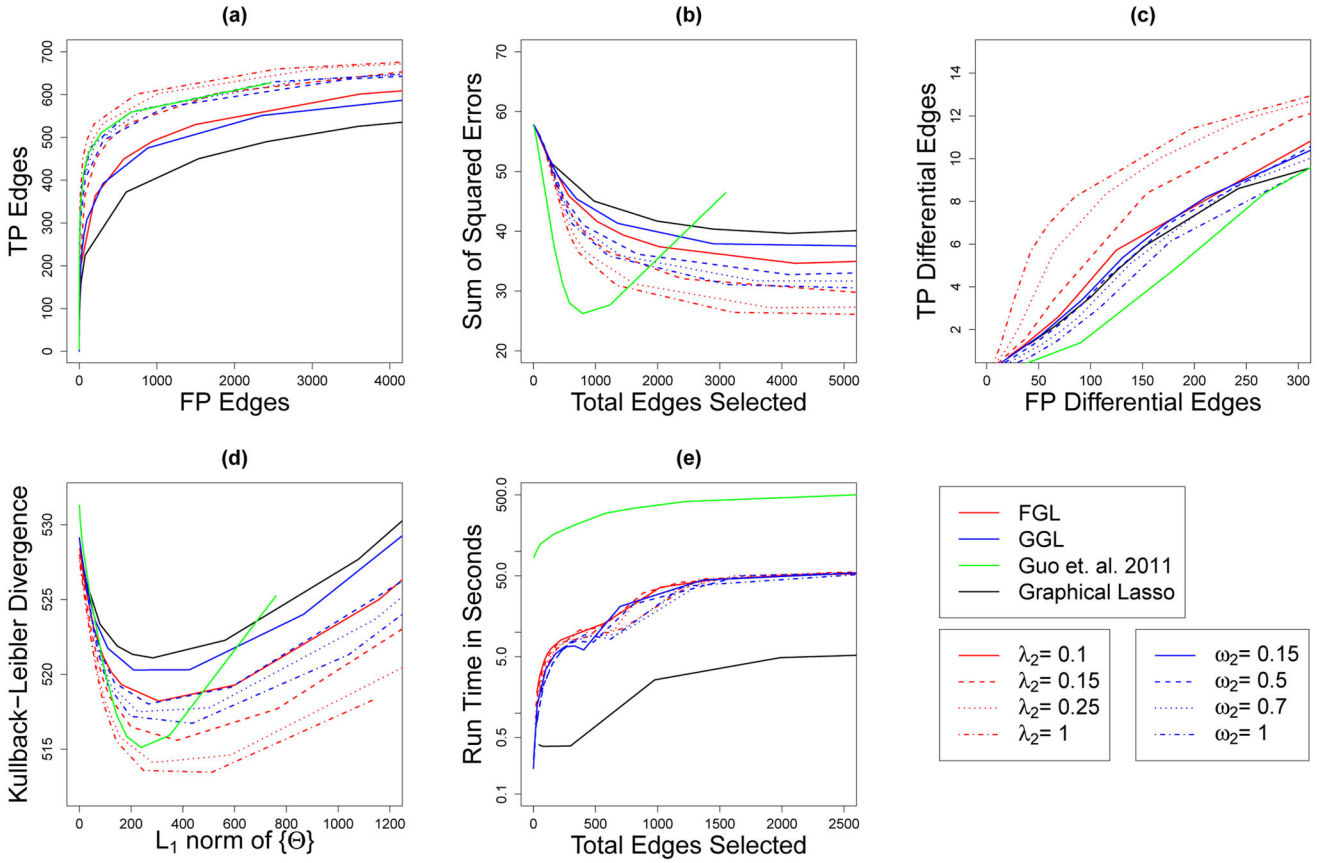 (a)
TP Edges
700
600
500
400
300
200
100
0
0 1000 2000 3000 4000
FP Edges
(b)
Sum of Squared Errors
70
60
50
40
30
20
0 1000 2000 3000 4000 5000
Total Edges Selected
(c)
TP Differential Edges
14
12
10
8
6
4
2
0 50 100 150 200 250 300
FP Differential Edges
(d)
Kullback–Leibler Divergence
530
525
520
515
0 200 400 600 800 1000 1200
L₁ norm of {Θ}
(e)
Run Time in Seconds
500.0
50.0
5.0
0.5
0.1
0 500 1000 1500 2000 2500
Total Edges Selected
FGL
GGL
Guo et. al. 2011
Graphical Lasso
λ₂= 0.1
λ₂= 0.15
λ₂= 0.25
λ₂= 1
ω₂= 0.15
ω₂= 0.5
ω₂= 0.7
ω₂= 1